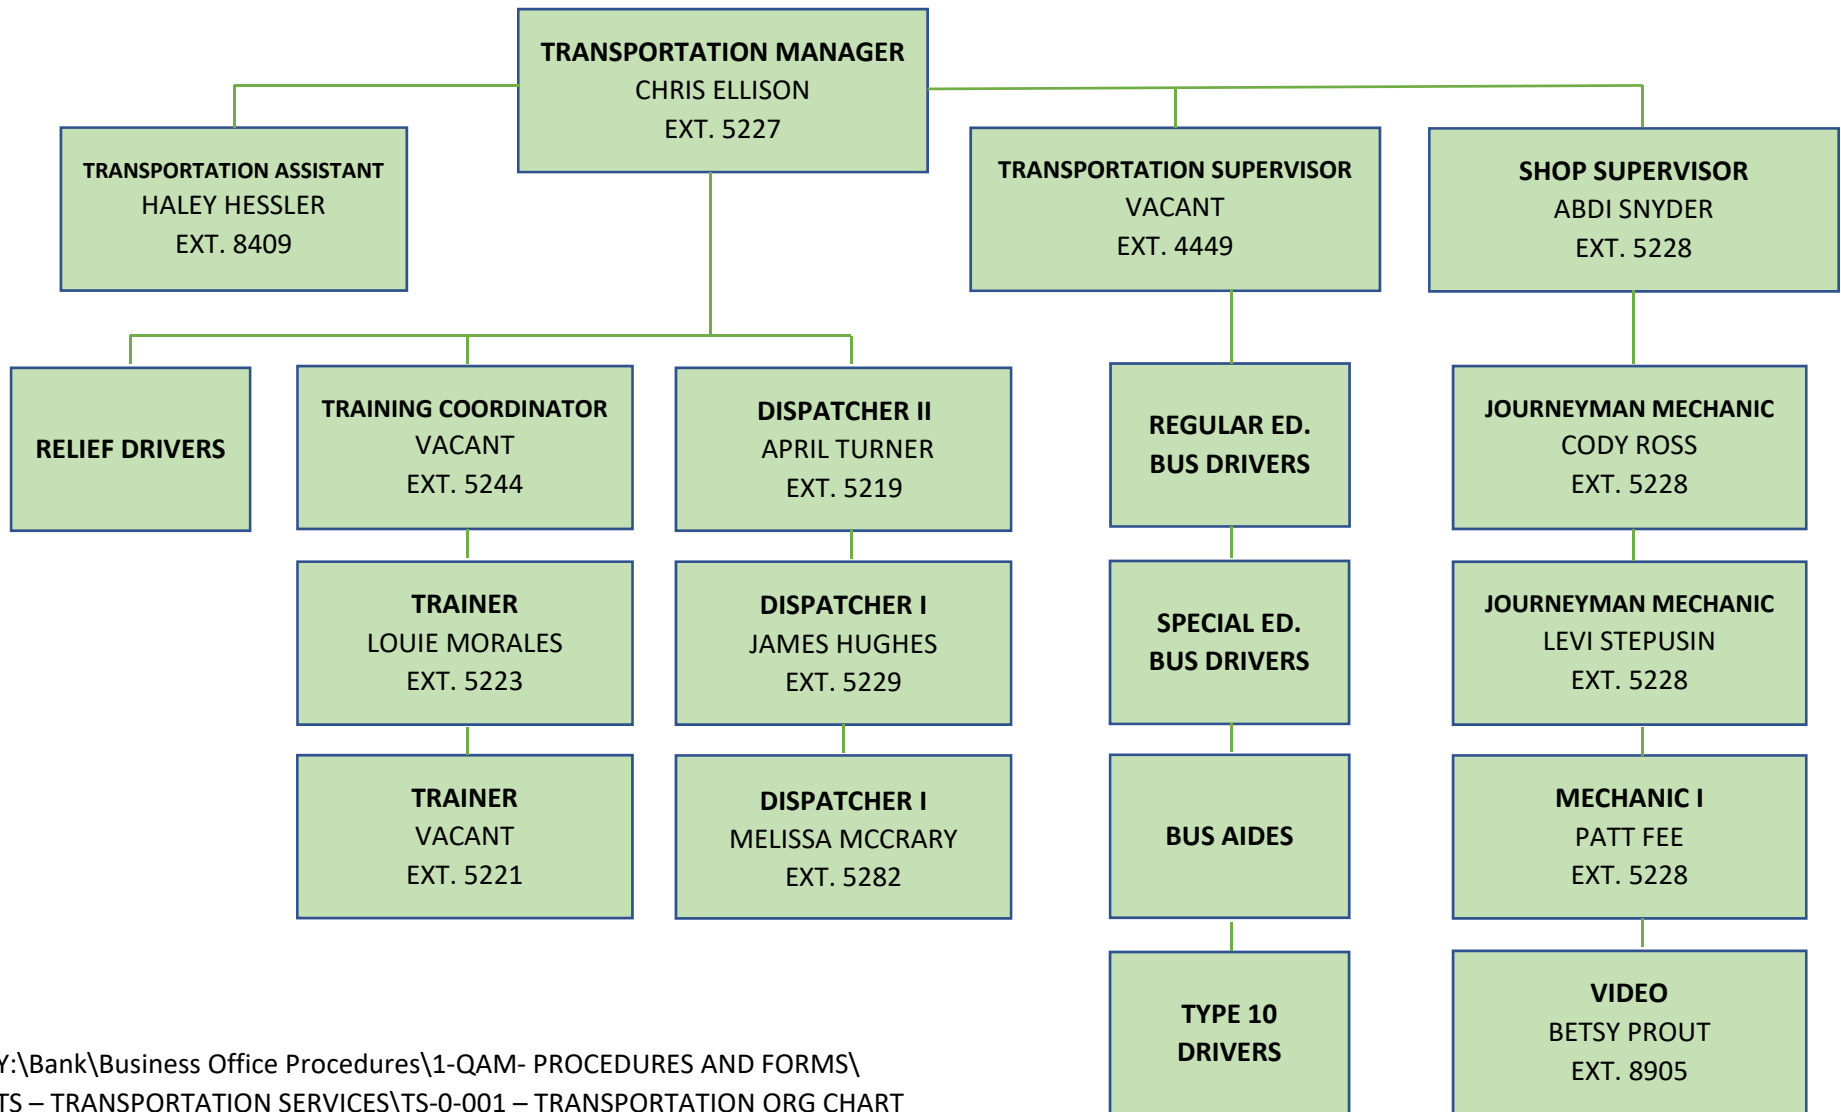 TRANSPORTATION MANAGER
CHRIS ELLISON
EXT. 5227
TRANSPORTATION ASSISTANT
HALEY HESSLER
EXT. 8409
TRANSPORTATION SUPERVISOR
VACANT
EXT. 4449
SHOP SUPERVISOR
ABDI SNYDER
EXT. 5228
RELIEF DRIVERS
TRAINING COORDINATOR
VACANT
EXT. 5244
DISPATCHER II
APRIL TURNER
EXT. 5219
REGULAR ED.
BUS DRIVERS
JOURNEYMAN MECHANIC
CODY ROSS
EXT. 5228
TRAINER
LOUIE MORALES
EXT. 5223
DISPATCHER I
JAMES HUGHES
EXT. 5229
SPECIAL ED.
BUS DRIVERS
JOURNEYMAN MECHANIC
LEVI STEPUSIN
EXT. 5228
TRAINER
VACANT
EXT. 5221
DISPATCHER I
MELISSA MCCRARY
EXT. 5282
BUS AIDES
MECHANIC I
PATT FEE
EXT. 5228
TYPE 10
DRIVERS
VIDEO
BETSY PROUT
EXT. 8905
Y:\Bank\Business Office Procedures\1-QAM- PROCEDURES AND FORMS\
TS – TRANSPORTATION SERVICES\TS-0-001 – TRANSPORTATION ORG CHART